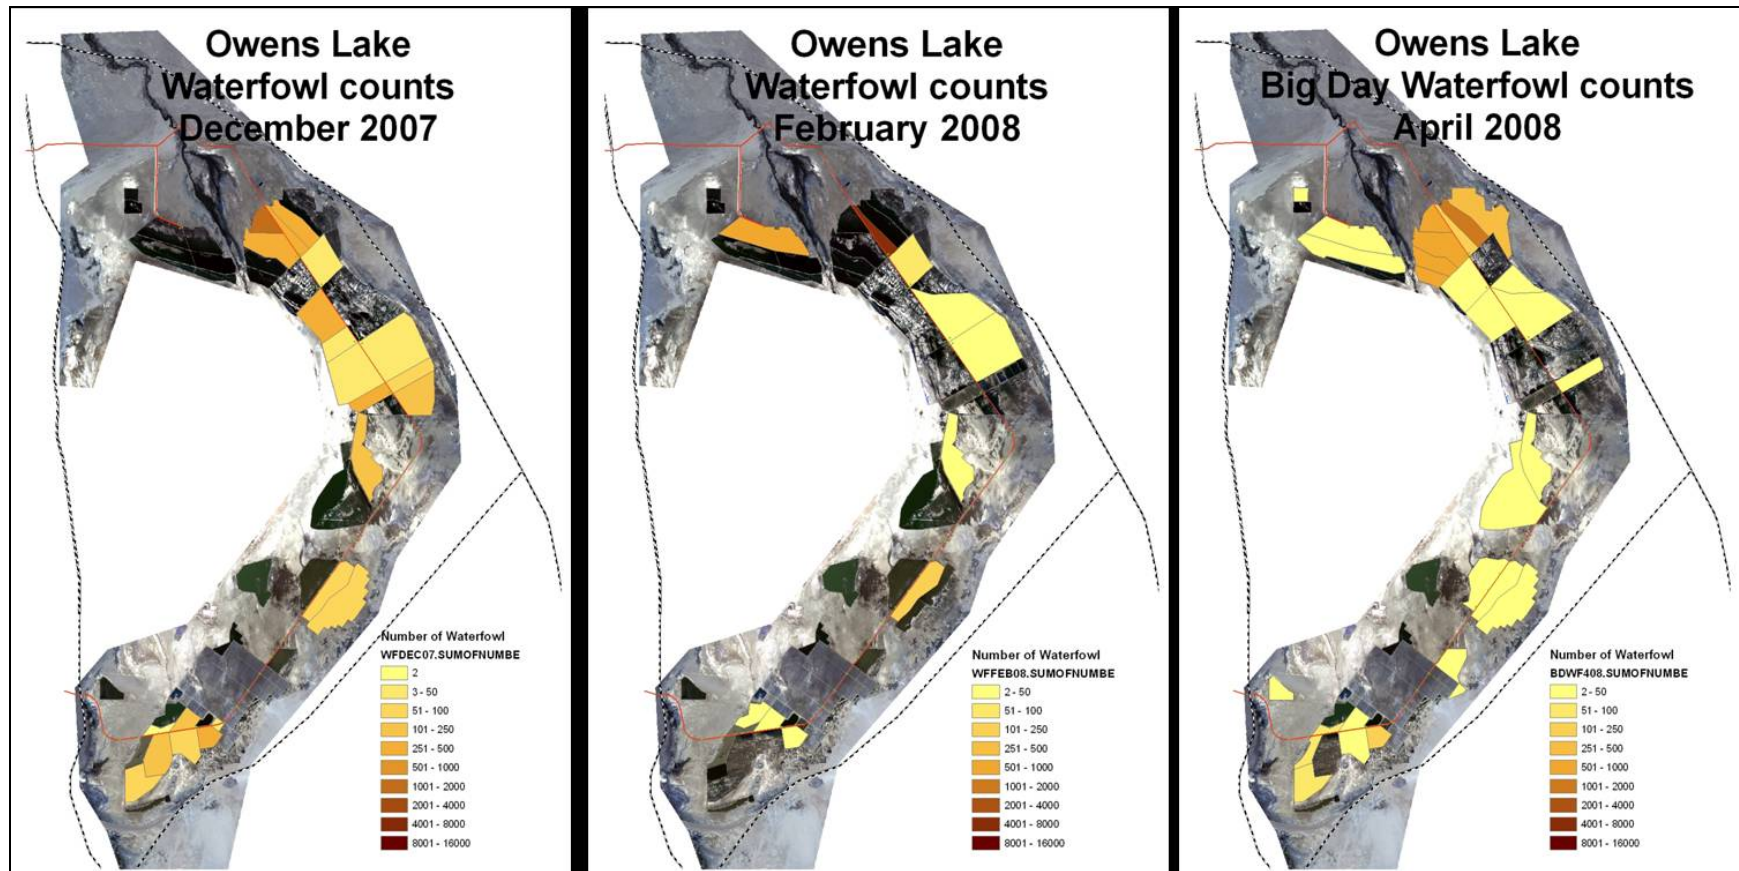 Owens Lake
Waterfowl counts
December 2007
Number of Waterfowl
WFDEC07.SUMOFNUMBE
2
3 - 50
51 - 100
101 - 250
251 - 500
501 - 1000
1001 - 2000
2001 - 4000
4001 - 8000
8001 - 16000
Owens Lake
Waterfowl counts
February 2008
Number of Waterfowl
WFFEB08.SUMOFNUMBE
2 - 50
51 - 100
101 - 250
251 - 500
501 - 1000
1001 - 2000
2001 - 4000
4001 - 8000
8001 - 16000
Owens Lake
Big Day Waterfowl counts
April 2008
Number of Waterfowl
BDWF408.SUMOFNUMBE
2 - 50
51 - 100
101 - 250
251 - 500
501 - 1000
1001 - 2000
2001 - 4000
4001 - 8000
8001 - 16000